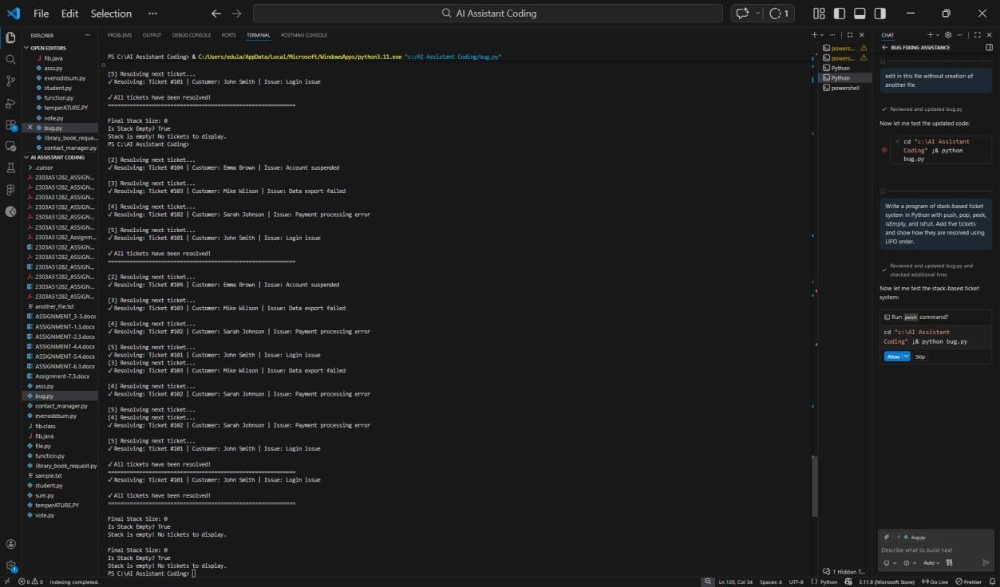 File Edit Selection ···
AI Assistant Coding
1
EXPLORER ···
OPEN EDITORS
fib.java
asss.py
evenoddsum.py
student.py
function.py
temperATURE.PY
vote.py
bug.py
library_book_reque...
contact_manager.py
AI ASSISTANT CODING
.cursor
2303A51282_ASSIGN...
2303A51282_ASSIGN...
2303A51282_ASSIGN...
2303A51282_ASSIGN...
2303A51282_ASSIGN...
2303A51282_ASSIGN...
2303A51282_Assignm...
2303A51282_ASSIGN...
2303A51282_ASSIGN...
2303A51282_ASSIGN...
2303A51282_ASSIGN...
2303A51282_ASSIGN...
2303A51282_ASSIGN...
another_file.txt
ASSIGNMENT_3-3.docx
ASSIGNMENT-1.3.docx
ASSIGNMENT-2.3.docx
ASSIGNMENT-4.4.docx
ASSIGNMENT-5.4.docx
ASSIGNMENT-6.3.docx
Assignment-7.3.docx
asss.py
bug.py
contact_manager.py
evenoddsum.py
fib.class
fib.java
file.py
function.py
library_book_request.py
sample.txt
student.py
sum.py
temperATURE.PY
vote.py
PROBLEMS OUTPUT DEBUG CONSOLE PORTS TERMINAL POSTMAN CONSOLE
PS C:\AI Assistant Coding> & C:/Users/edula/AppData/Local/Microsoft/WindowsApps/python3.11.exe "c:/AI Assistant Coding/bug.py"
[5] Resolving next ticket...
✓ Resolving: Ticket #101 | Customer: John Smith | Issue: Login issue
✓ All tickets have been resolved!
============================================================
Final Stack Size: 0
Is Stack Empty? True
Stack is empty! No tickets to display.
PS C:\AI Assistant Coding>
[2] Resolving next ticket...
✓ Resolving: Ticket #104 | Customer: Emma Brown | Issue: Account suspended
[3] Resolving next ticket...
✓ Resolving: Ticket #103 | Customer: Mike Wilson | Issue: Data export failed
[4] Resolving next ticket...
✓ Resolving: Ticket #102 | Customer: Sarah Johnson | Issue: Payment processing error
[5] Resolving next ticket...
✓ Resolving: Ticket #101 | Customer: John Smith | Issue: Login issue
✓ All tickets have been resolved!
============================================================
[2] Resolving next ticket...
✓ Resolving: Ticket #104 | Customer: Emma Brown | Issue: Account suspended
[3] Resolving next ticket...
✓ Resolving: Ticket #103 | Customer: Mike Wilson | Issue: Data export failed
[4] Resolving next ticket...
✓ Resolving: Ticket #102 | Customer: Sarah Johnson | Issue: Payment processing error
[5] Resolving next ticket...
✓ Resolving: Ticket #101 | Customer: John Smith | Issue: Login issue
[3] Resolving next ticket...
✓ Resolving: Ticket #103 | Customer: Mike Wilson | Issue: Data export failed
[4] Resolving next ticket...
✓ Resolving: Ticket #102 | Customer: Sarah Johnson | Issue: Payment processing error
[5] Resolving next ticket...
[4] Resolving next ticket...
✓ Resolving: Ticket #102 | Customer: Sarah Johnson | Issue: Payment processing error
[5] Resolving next ticket...
✓ Resolving: Ticket #101 | Customer: John Smith | Issue: Login issue
✓ All tickets have been resolved!
============================================================
✓ Resolving: Ticket #101 | Customer: John Smith | Issue: Login issue
✓ All tickets have been resolved!
============================================================
Final Stack Size: 0
Is Stack Empty? True
Stack is empty! No tickets to display.
Final Stack Size: 0
Is Stack Empty? True
Stack is empty! No tickets to display.
PS C:\AI Assistant Coding>
powers...
powers...
Python
Python
powershell
1 Hidden T...
CHAT
BUG FIXING ASSISTANCE
edit in this file without creation of
another file
Reviewed and updated bug.py
Now let me test the updated code:
cd "c:\AI Assistant
Coding" ;& python
bug.py
Write a program of stack-based ticket
system in Python with push, pop, peek,
isEmpty, and isFull. Add five tickets
and show how they are resolved using
LIFO order.
Reviewed and updated bug.py and
checked additional lines
Now let me test the stack-based ticket
system:
Run pwsh command?
cd "c:\AI Assistant
Coding" ;& python bug.py
Allow Skip
bug.py
Describe what to build next
Auto
0 0 Indexing completed.
Ln 120, Col 34 Spaces: 4 UTF-8 Python 3.11.9 (Microsoft Store) Go Live Prettier